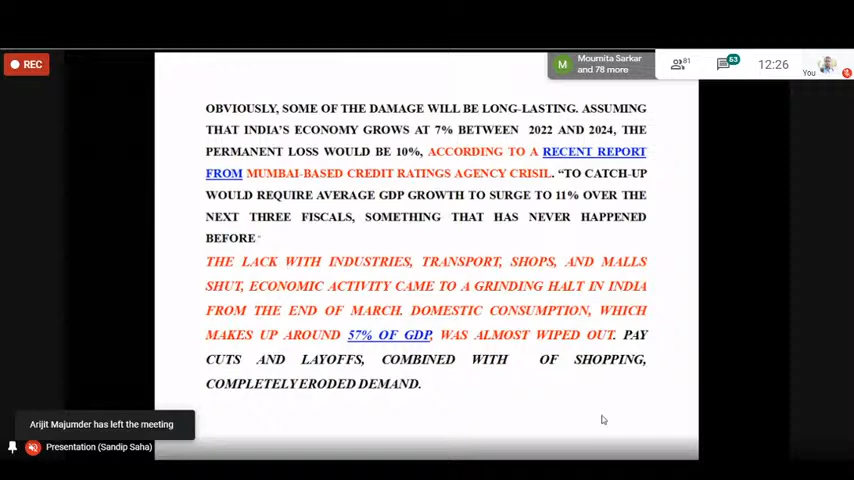 REC
M
Moumita Sarkar
and 78 more
81
53
12:26
You
OBVIOUSLY, SOME OF THE DAMAGE WILL BE LONG-LASTING. ASSUMING
THAT INDIA'S ECONOMY GROWS AT 7% BETWEEN 2022 AND 2024, THE
PERMANENT LOSS WOULD BE 10%, ACCORDING TO A RECENT REPORT
FROM MUMBAI-BASED CREDIT RATINGS AGENCY CRISIL. “TO CATCH-UP
WOULD REQUIRE AVERAGE GDP GROWTH TO SURGE TO 11% OVER THE
NEXT THREE FISCALS, SOMETHING THAT HAS NEVER HAPPENED
BEFORE”
THE LACK WITH INDUSTRIES, TRANSPORT, SHOPS, AND MALLS
SHUT, ECONOMIC ACTIVITY CAME TO A GRINDING HALT IN INDIA
FROM THE END OF MARCH. DOMESTIC CONSUMPTION, WHICH
MAKES UP AROUND 57% OF GDP, WAS ALMOST WIPED OUT. PAY
CUTS AND LAYOFFS, COMBINED WITH OF SHOPPING,
COMPLETELY ERODED DEMAND.
Arijit Majumder has left the meeting
Presentation (Sandip Saha)